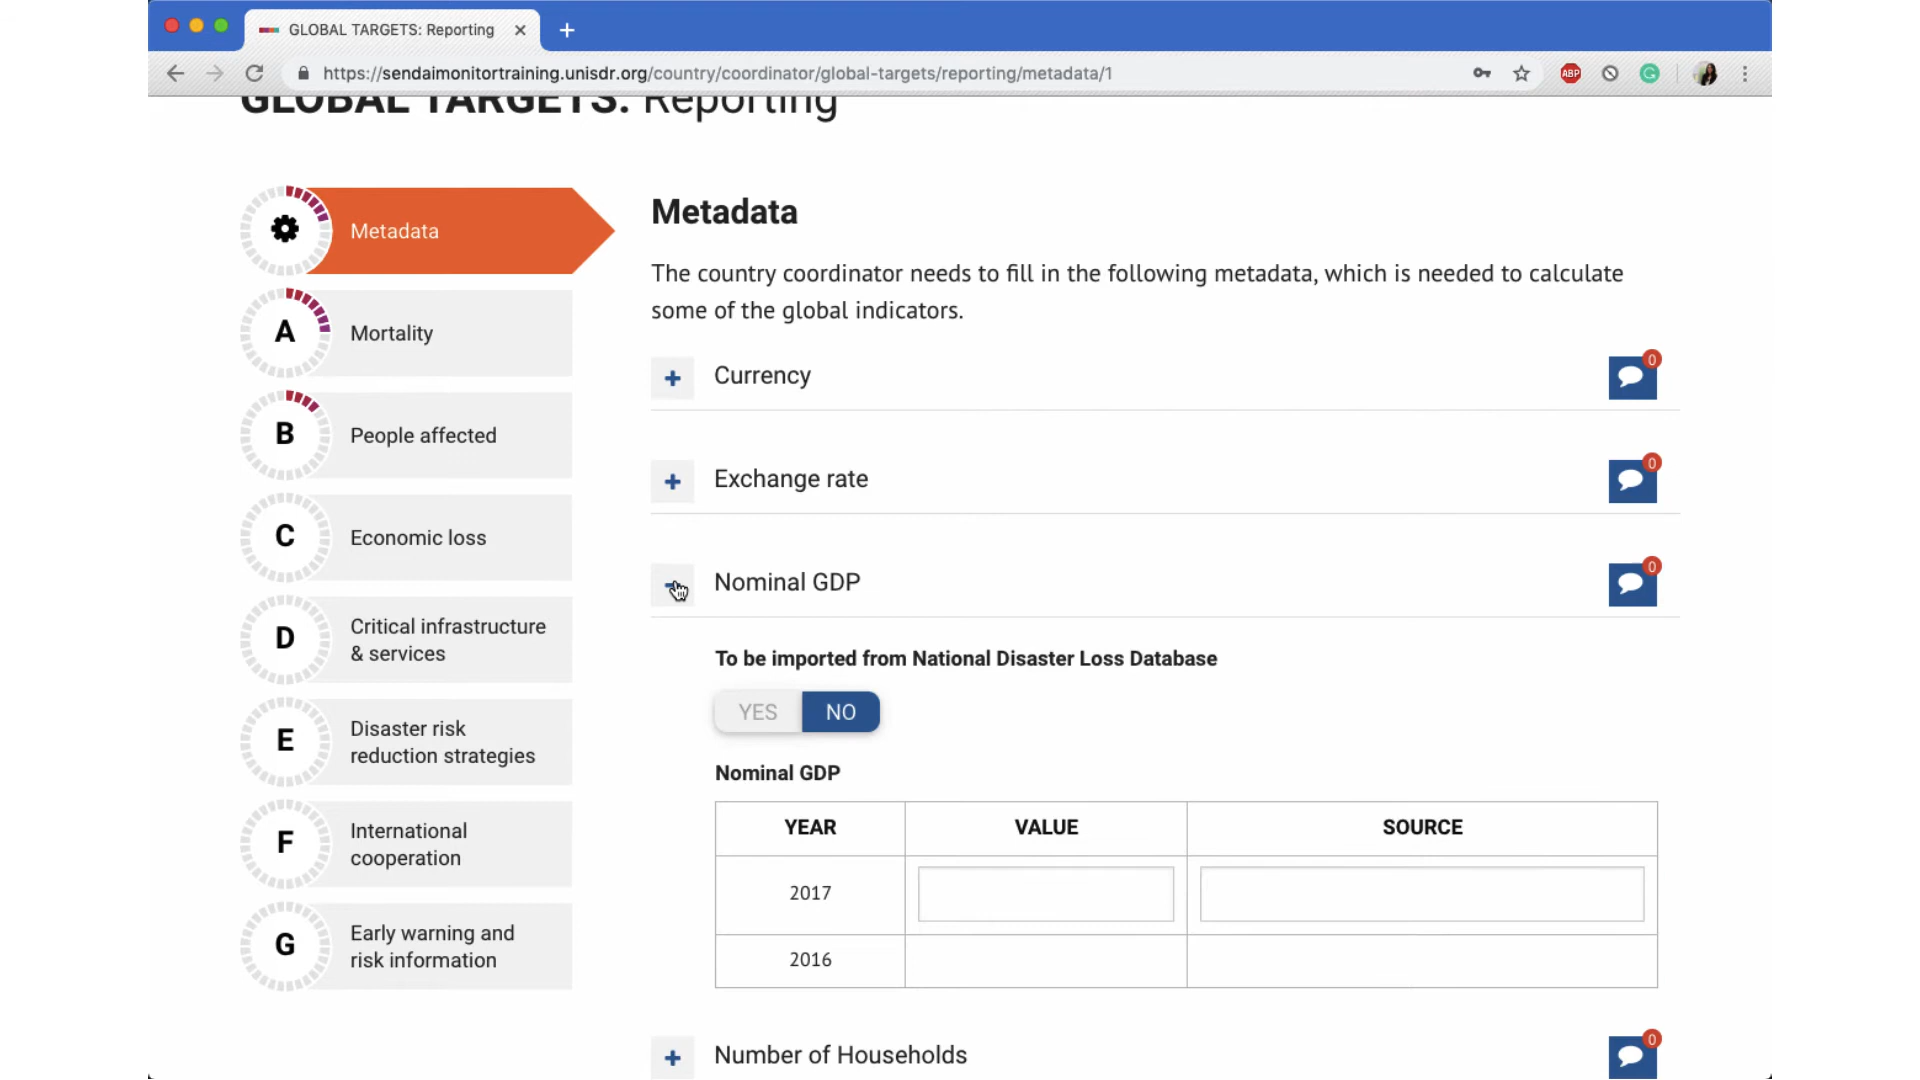 GLOBAL TARGETS: Reporting
https://sendaimonitortraining.unisdr.org/country/coordinator/global-targets/reporting/metadata/1
ABP
GLOBAL TARGETS: Reporting
Metadata
A
Mortality
B
People affected
C
Economic loss
D
Critical infrastructure
& services
E
Disaster risk
reduction strategies
F
International
cooperation
G
Early warning and
risk information
Metadata
The country coordinator needs to fill in the following metadata, which is needed to calculate
some of the global indicators.
Currency
0
Exchange rate
0
Nominal GDP
0
To be imported from National Disaster Loss Database
YES NO
Nominal GDP
YEAR VALUE SOURCE
2017
2016
Number of Households
0